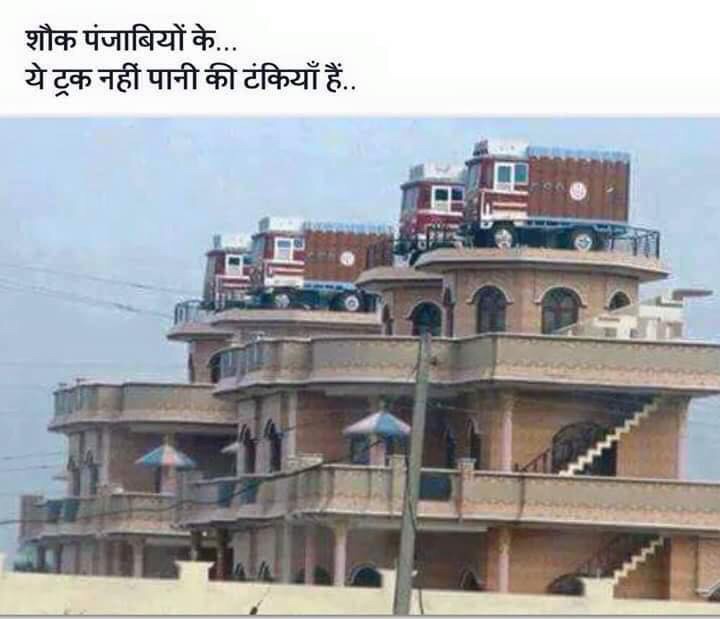 शौक पंजाबियों के...
ये ट्रक नहीं पानी की टंकियाँ हैं..